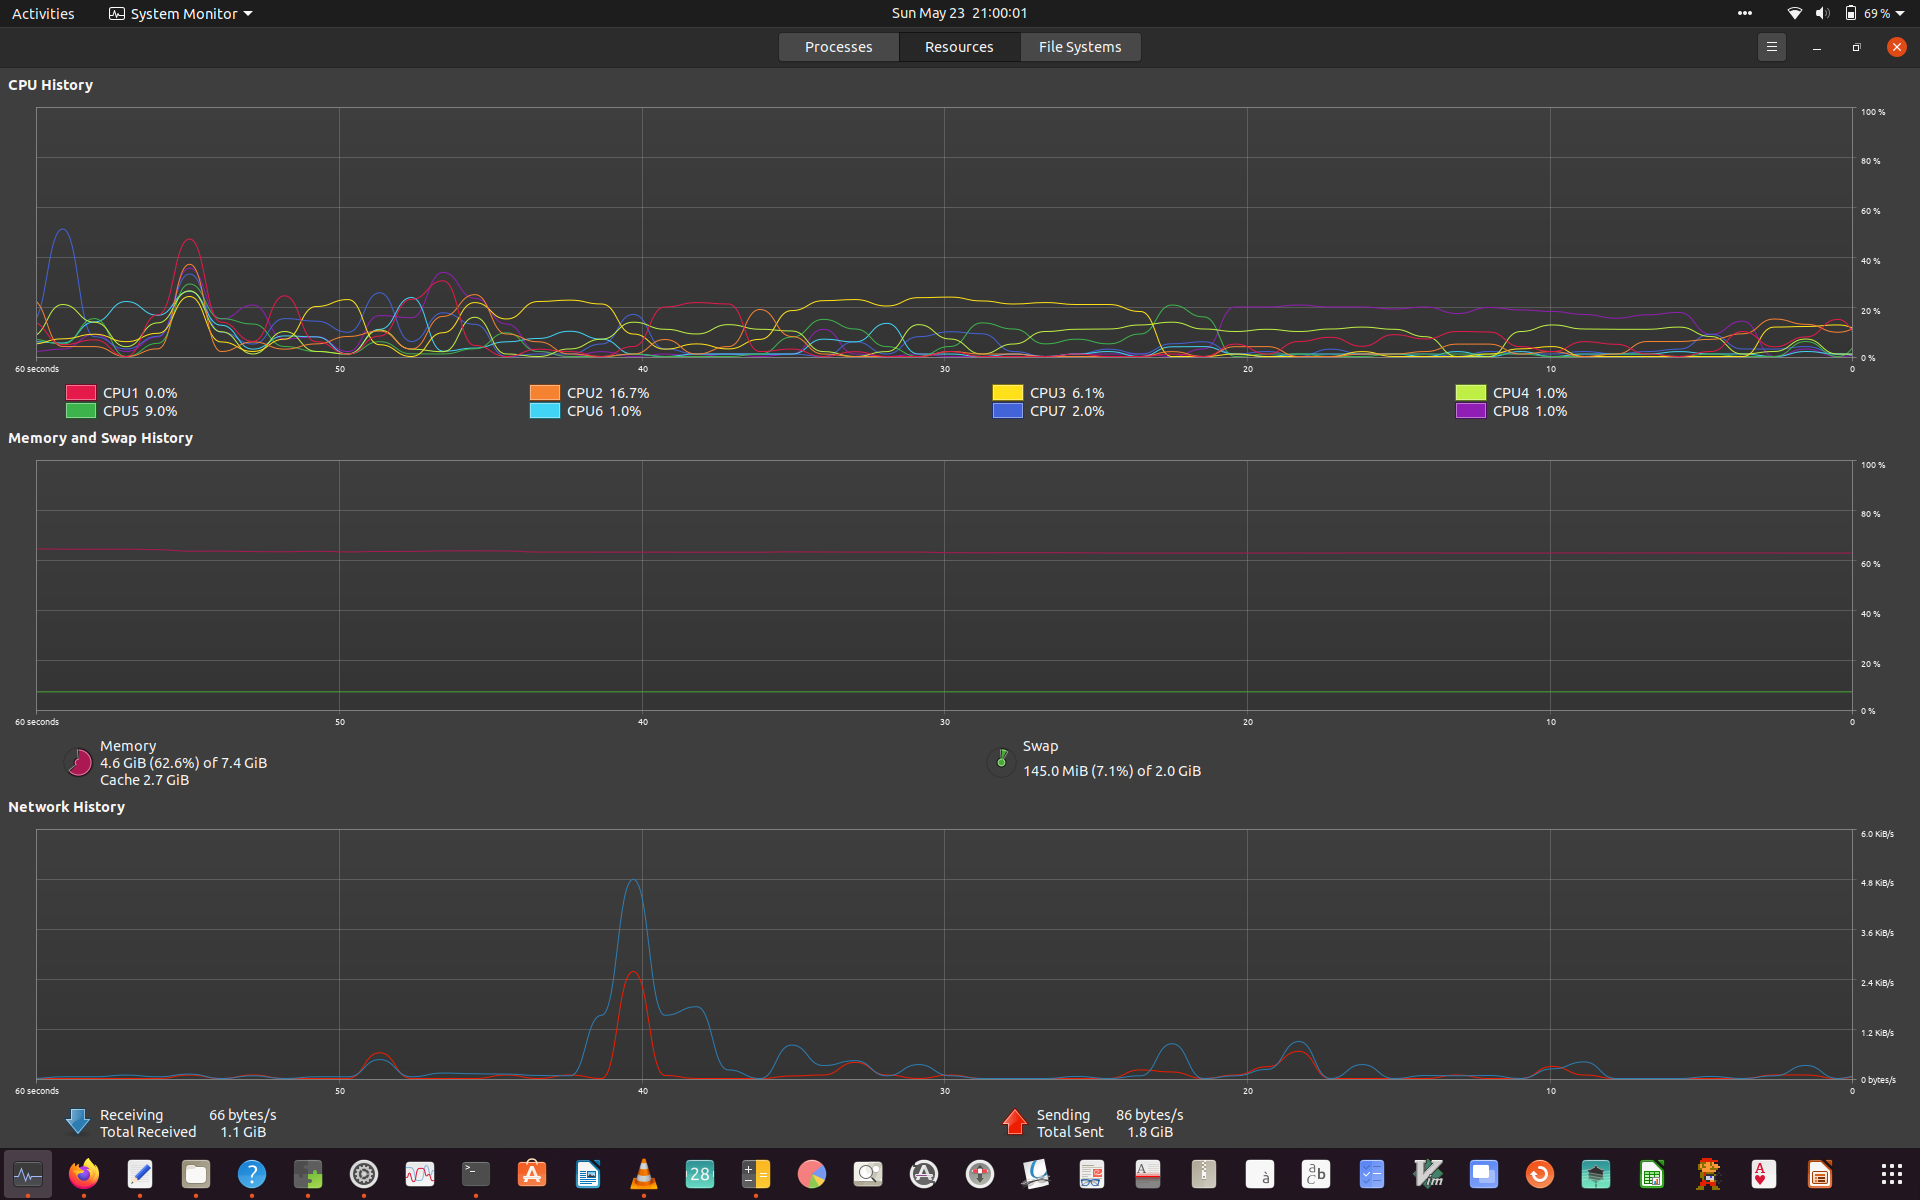 Activities System Monitor Sun May 23 21:00:01 69 %
Processes Resources File Systems
CPU History
100 %
80 %
60 %
40 %
20 %
0 %
60 seconds 50 40 30 20 10 0
CPU1 0.0% CPU2 16.7% CPU3 6.1% CPU4 1.0%
CPU5 9.0% CPU6 1.0% CPU7 2.0% CPU8 1.0%
Memory and Swap History
100 %
80 %
60 %
40 %
20 %
0 %
60 seconds 50 40 30 20 10 0
Memory
4.6 GiB (62.6%) of 7.4 GiB
Cache 2.7 GiB
Swap
145.0 MiB (7.1%) of 2.0 GiB
Network History
6.0 KiB/s
4.8 KiB/s
3.6 KiB/s
2.4 KiB/s
1.2 KiB/s
0 bytes/s
60 seconds 50 40 30 20 10 0
Receiving 66 bytes/s
Total Received 1.1 GiB
Sending 86 bytes/s
Total Sent 1.8 GiB
? >_ A 28 A A à a b c Vim A